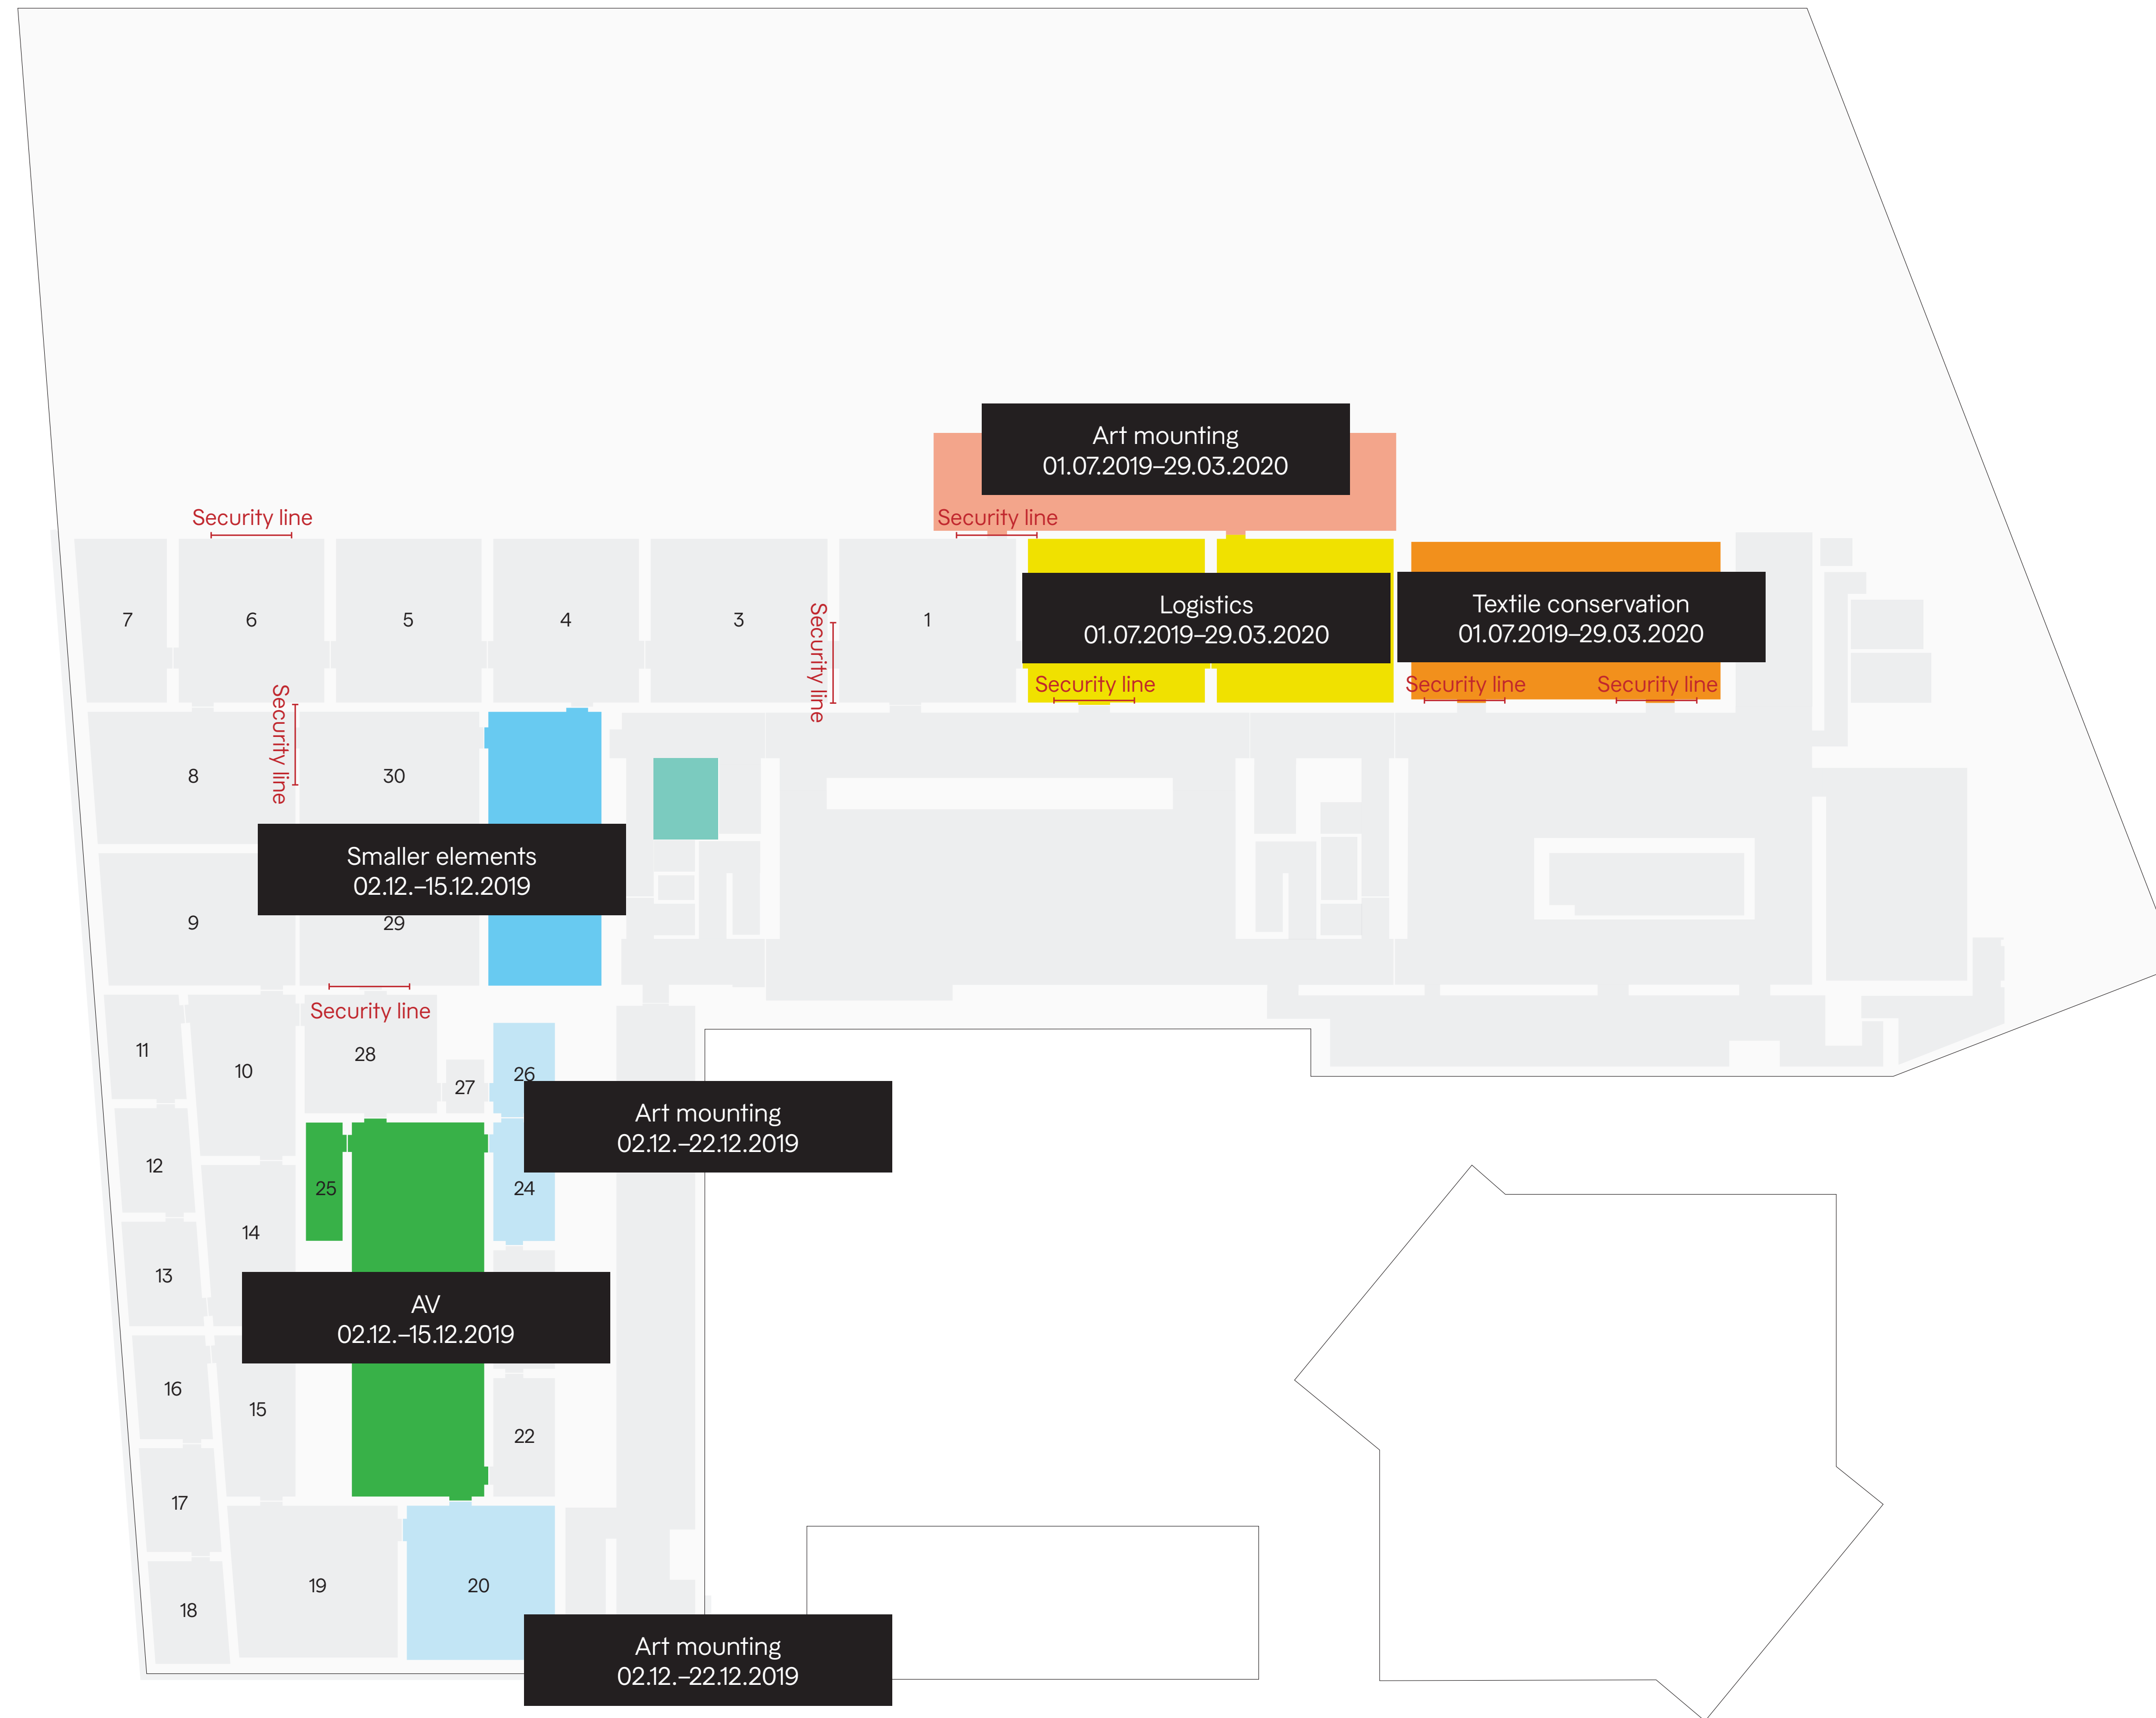 Art mounting
01.07.2019–29.03.2020
Security line
Security line
7
6
5
4
3
Security line
1
Logistics
01.07.2019–29.03.2020
Textile conservation
01.07.2019–29.03.2020
Security line
Security line
Security line
Security line
8
30
Smaller elements
02.12.–15.12.2019
9
29
Security line
11
10
28
27
26
Art mounting
02.12.–22.12.2019
12
25
24
14
13
AV
02.12.–15.12.2019
16
15
22
17
19
20
18
Art mounting
02.12.–22.12.2019